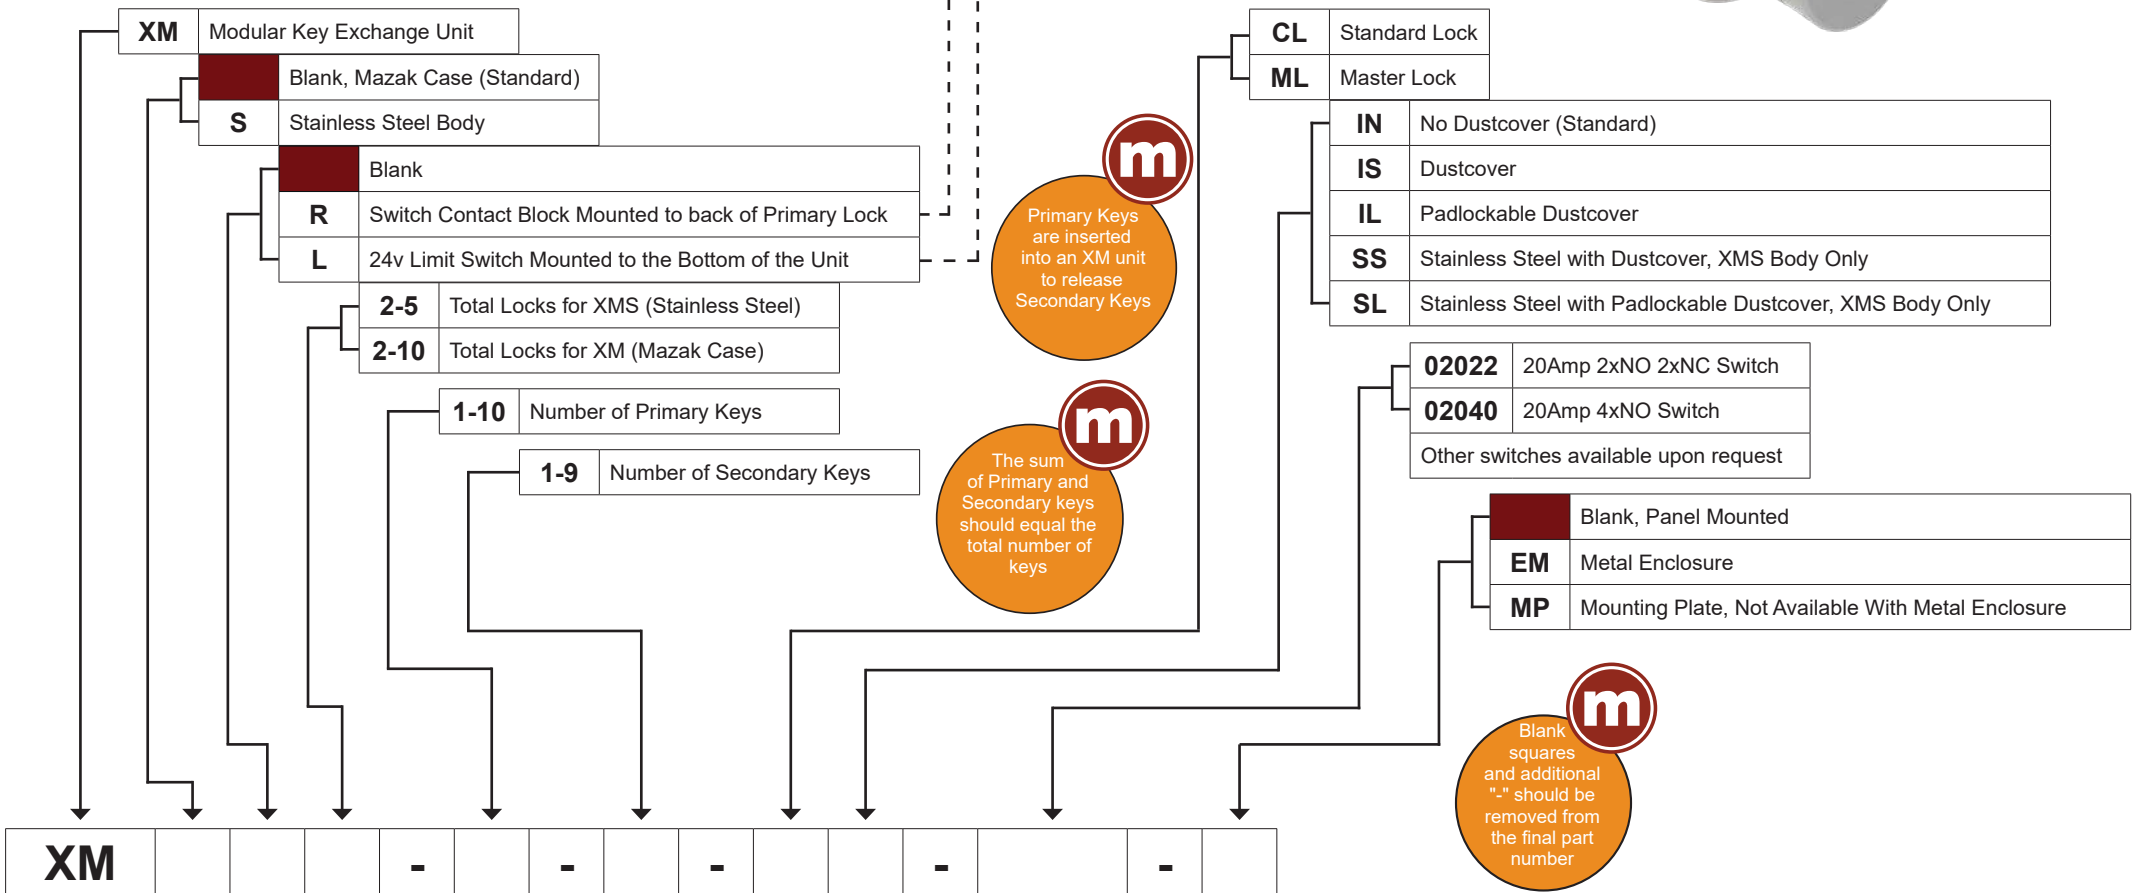 XM Modular Key Exchange Unit
Blank, Mazak Case (Standard)
S Stainless Steel Body
Blank
R Switch Contact Block Mounted to back of Primary Lock
L 24v Limit Switch Mounted to the Bottom of the Unit
2-5 Total Locks for XMS (Stainless Steel)
2-10 Total Locks for XM (Mazak Case)
1-10 Number of Primary Keys
1-9 Number of Secondary Keys
m
Primary Keys
are inserted
into an XM unit
to release
Secondary Keys
m
The sum
of Primary and
Secondary keys
should equal the
total number of
keys
CL Standard Lock
ML Master Lock
IN No Dustcover (Standard)
IS Dustcover
IL Padlockable Dustcover
SS Stainless Steel with Dustcover, XMS Body Only
SL Stainless Steel with Padlockable Dustcover, XMS Body Only
02022 20Amp 2xNO 2xNC Switch
02040 20Amp 4xNO Switch
Other switches available upon request
Blank, Panel Mounted
EM Metal Enclosure
MP Mounting Plate, Not Available With Metal Enclosure
m
Blank
squares
and additional
"-" should be
removed from
the final part
number
XM - - - - -